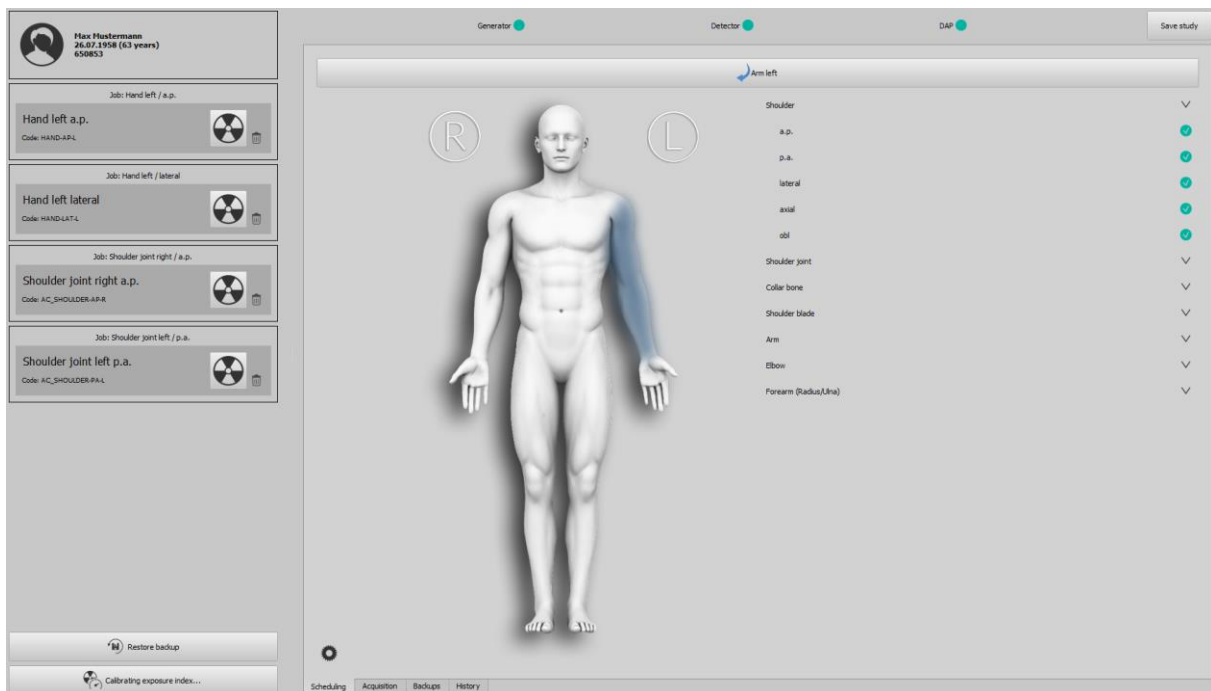 Max Mustermann
26.07.1958 (63 years)
650853
Job: Hand left / a.p.
Hand left a.p.
Code: HAND-AP-L
Job: Hand left / lateral
Hand left lateral
Code: HAND-LAT-L
Job: Shoulder joint right / a.p.
Shoulder joint right a.p.
Code: AC_SHOULDER-AP-R
Job: Shoulder joint left / p.a.
Shoulder joint left p.a.
Code: AC_SHOULDER-PA-L
Restore backup
Calibrating exposure index...
Generator
Detector
DAP
Save study
Arm left
R
L
Shoulder
a.p.
p.a.
lateral
axial
obl
Shoulder joint
Collar bone
Shoulder blade
Arm
Elbow
Forearm (Radius/Ulna)
Scheduling
Acquisition
Backups
History